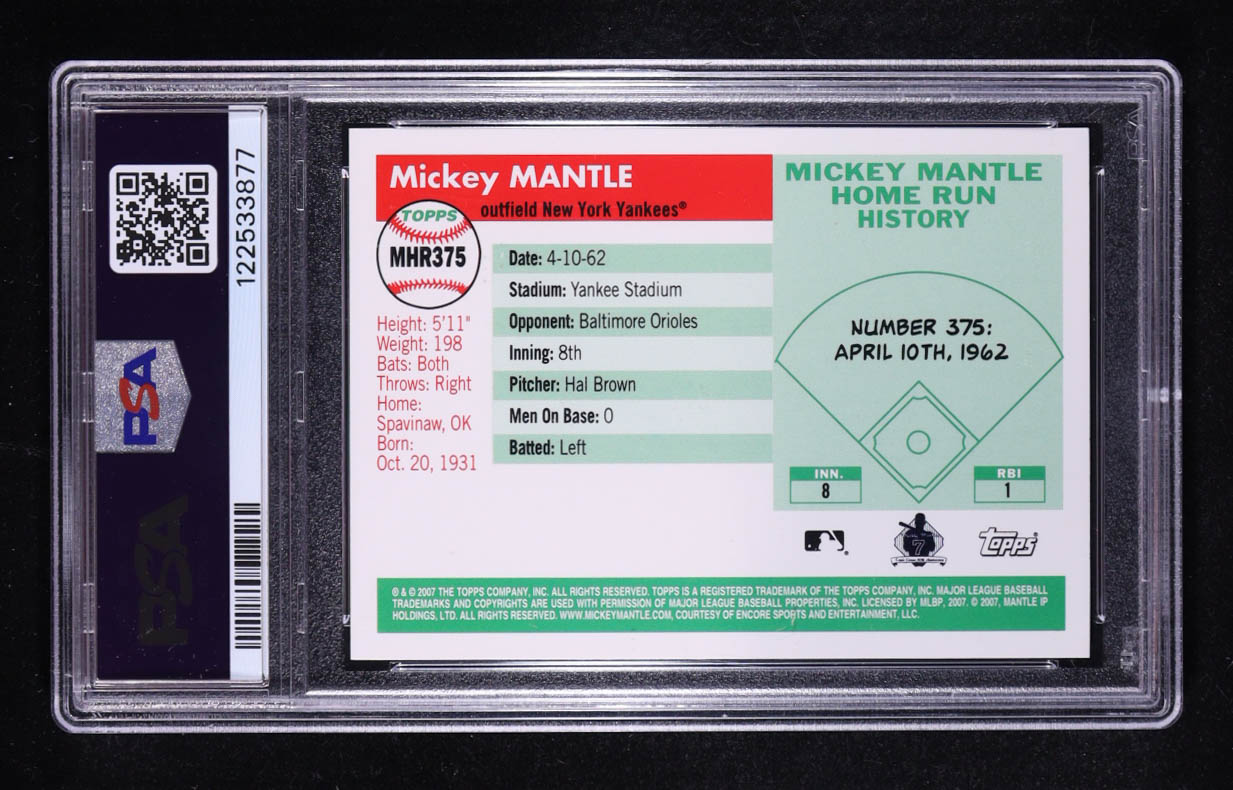 122533877
PSA
PSA
Mickey MANTLE
outfield New York Yankees®
TOPPS
MHR375
Height: 5'11"
Weight: 198
Bats: Both
Throws: Right
Home:
Spavinaw, OK
Born:
Oct. 20, 1931
Date: 4-10-62
Stadium: Yankee Stadium
Opponent: Baltimore Orioles
Inning: 8th
Pitcher: Hal Brown
Men On Base: 0
Batted: Left
MICKEY MANTLE
HOME RUN
HISTORY
NUMBER 375:
APRIL 10TH, 1962
INN.
8
RBI
1
7
Topps
® & © 2007 THE TOPPS COMPANY, INC. ALL RIGHTS RESERVED. TOPPS IS A REGISTERED TRADEMARK OF THE TOPPS COMPANY, INC. MAJOR LEAGUE BASEBALL
TRADEMARKS AND COPYRIGHTS ARE USED WITH PERMISSION OF MAJOR LEAGUE BASEBALL PROPERTIES, INC. LICENSED BY MLBP, 2007. © 2007, MANTLE IP
HOLDINGS, LTD. ALL RIGHTS RESERVED. WWW.MICKEYMANTLE.COM, COURTESY OF ENCORE SPORTS AND ENTERTAINMENT, LLC.